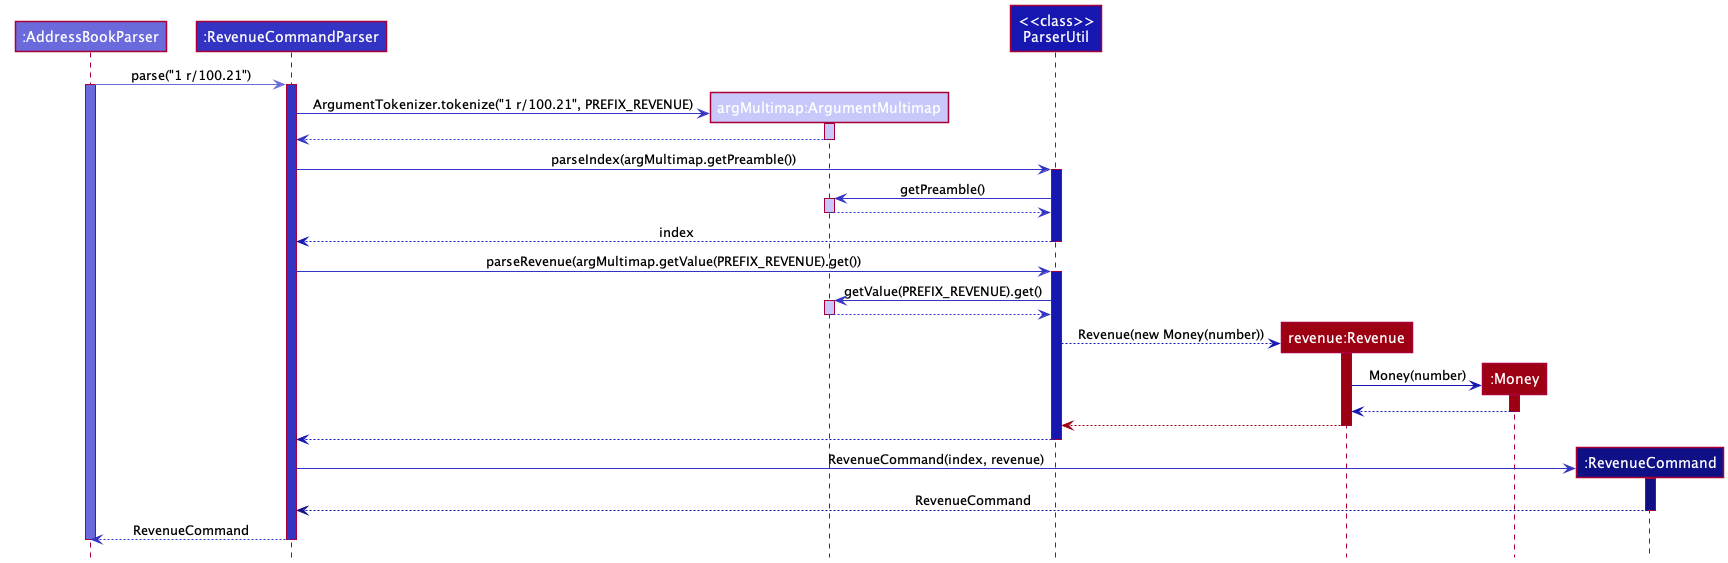 :AddressBookParser
:RevenueCommandParser
<<class>>
ParserUtil
parse("1 r/100.21")
ArgumentTokenizer.tokenize("1 r/100.21", PREFIX_REVENUE)
argMultimap:ArgumentMultimap
parseIndex(argMultimap.getPreamble())
getPreamble()
index
parseRevenue(argMultimap.getValue(PREFIX_REVENUE).get())
getValue(PREFIX_REVENUE).get()
Revenue(new Money(number))
revenue:Revenue
Money(number)
:Money
RevenueCommand(index, revenue)
:RevenueCommand
RevenueCommand
RevenueCommand